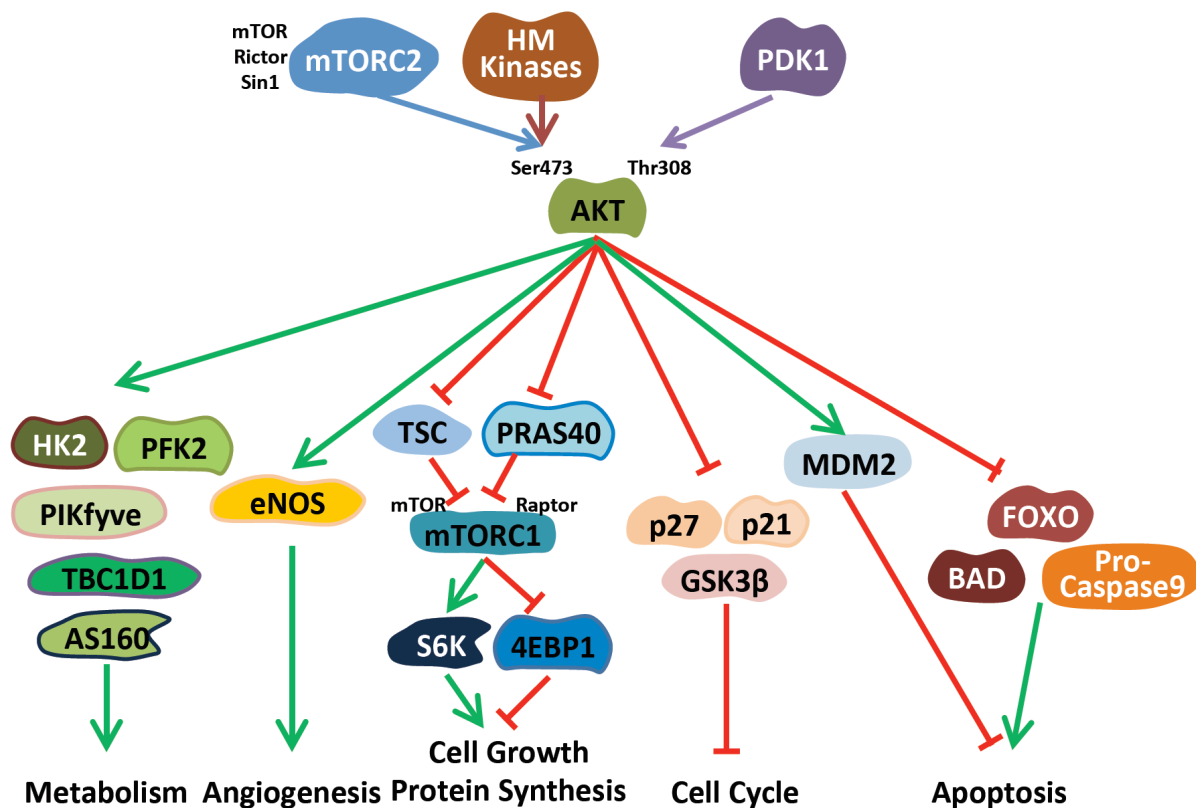 mTOR
Rictor
Sin1
mTORC2
HM
Kinases
PDK1
Ser473
Thr308
AKT
HK2
PFK2
PIKfyve
TBC1D1
AS160
eNOS
TSC
PRAS40
mTOR
Raptor
mTORC1
S6K
4EBP1
p27
p21
GSK3β
MDM2
FOXO
BAD
Pro-
Caspase9
Metabolism
Angiogenesis
Cell Growth
Protein Synthesis
Cell Cycle
Apoptosis